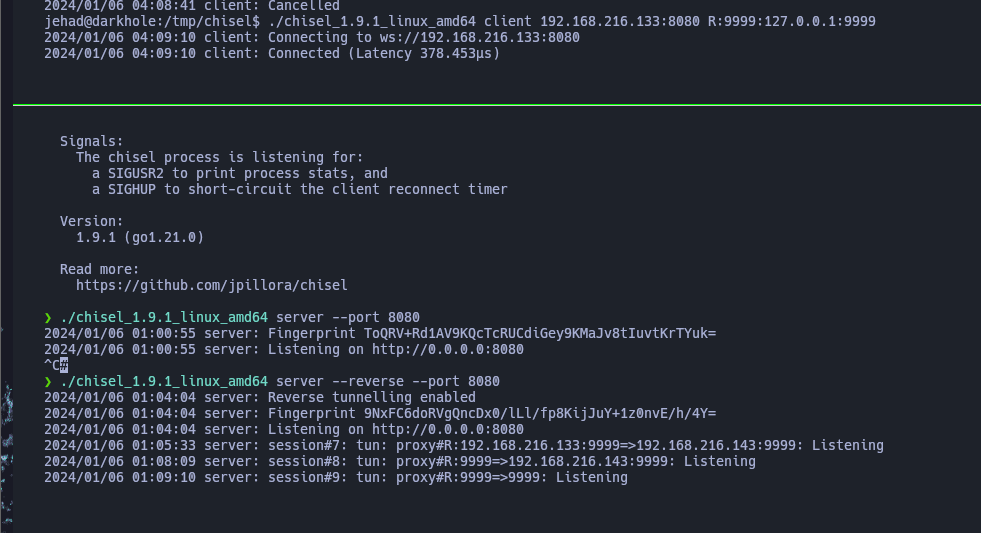 2024/01/06 04:08:41 client: Cancelled
jehad@darkhole:/tmp/chisel$ ./chisel_1.9.1_linux_amd64 client 192.168.216.133:8080 R:9999:127.0.0.1:9999
2024/01/06 04:09:10 client: Connecting to ws://192.168.216.133:8080
2024/01/06 04:09:10 client: Connected (Latency 378.453µs)
Signals:
The chisel process is listening for:
a SIGUSR2 to print process stats, and
a SIGHUP to short-circuit the client reconnect timer
Version:
1.9.1 (go1.21.0)
Read more:
https://github.com/jpillora/chisel
❯ ./chisel_1.9.1_linux_amd64 server --port 8080
2024/01/06 01:00:55 server: Fingerprint ToQRV+Rd1AV9KQcTcRUCdiGey9KMaJv8tIuvtKrTYuk=
2024/01/06 01:00:55 server: Listening on http://0.0.0.0:8080
^C#
❯ ./chisel_1.9.1_linux_amd64 server --reverse --port 8080
2024/01/06 01:04:04 server: Reverse tunnelling enabled
2024/01/06 01:04:04 server: Fingerprint 9NxFC6doRVgQncDx0/lLl/fp8KijJuY+1z0nvE/h/4Y=
2024/01/06 01:04:04 server: Listening on http://0.0.0.0:8080
2024/01/06 01:05:33 server: session#7: tun: proxy#R:192.168.216.133:9999=>192.168.216.143:9999: Listening
2024/01/06 01:08:09 server: session#8: tun: proxy#R:9999=>192.168.216.143:9999: Listening
2024/01/06 01:09:10 server: session#9: tun: proxy#R:9999=>9999: Listening